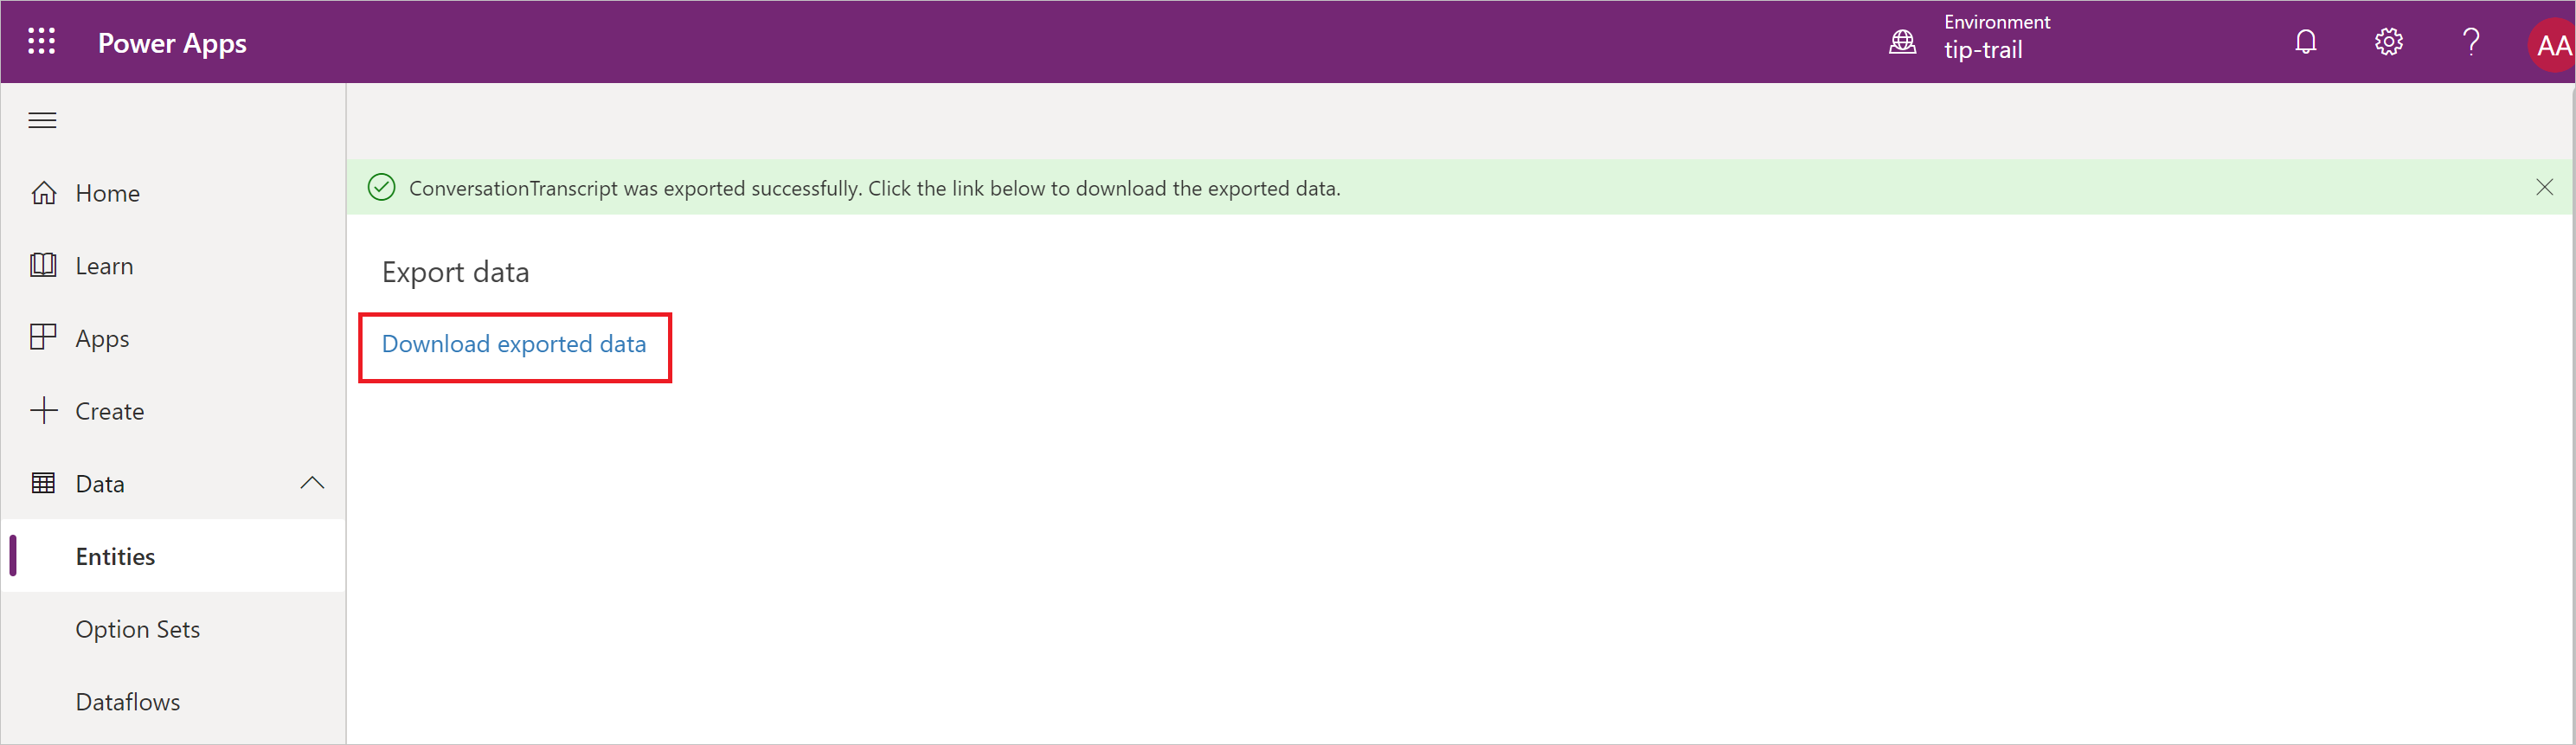 Power Apps
Environment
tip-trail
AA
Home
Learn
Apps
Create
Data
Entities
Option Sets
Dataflows
ConversationTranscript was exported successfully. Click the link below to download the exported data.
Export data
Download exported data